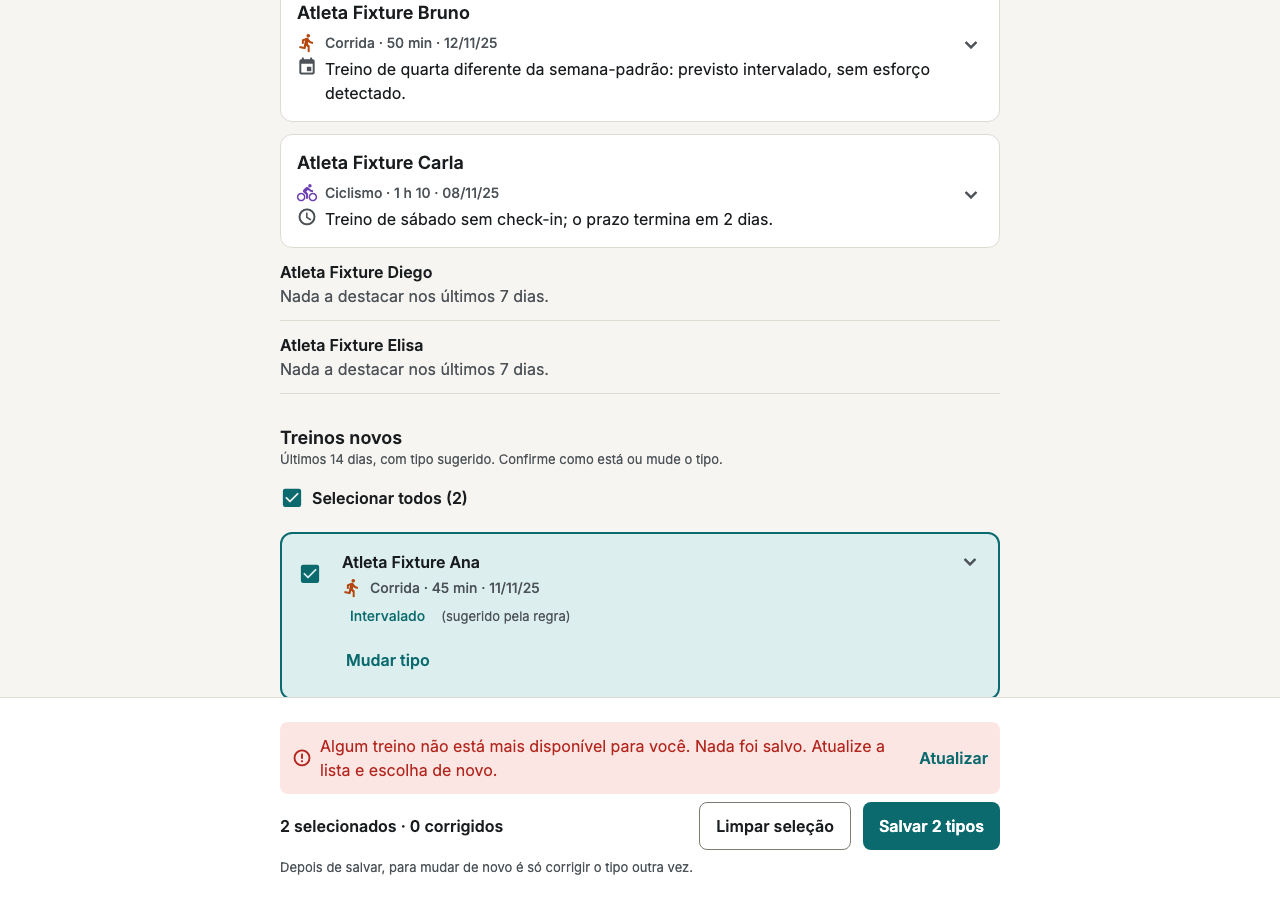 Atleta Fixture Bruno
Corrida · 50 min · 12/11/25
Treino de quarta diferente da semana-padrão: previsto intervalado, sem esforço
detectado.
Atleta Fixture Carla
Ciclismo · 1 h 10 · 08/11/25
Treino de sábado sem check-in; o prazo termina em 2 dias.
Atleta Fixture Diego
Nada a destacar nos últimos 7 dias.
Atleta Fixture Elisa
Nada a destacar nos últimos 7 dias.
Treinos novos
Últimos 14 dias, com tipo sugerido. Confirme como está ou mude o tipo.
Selecionar todos (2)
Atleta Fixture Ana
Corrida · 45 min · 11/11/25
Intervalado (sugerido pela regra)
Mudar tipo
Algum treino não está mais disponível para você. Nada foi salvo. Atualize a
lista e escolha de novo.
Atualizar
2 selecionados · 0 corrigidos
Limpar seleção
Salvar 2 tipos
Depois de salvar, para mudar de novo é só corrigir o tipo outra vez.